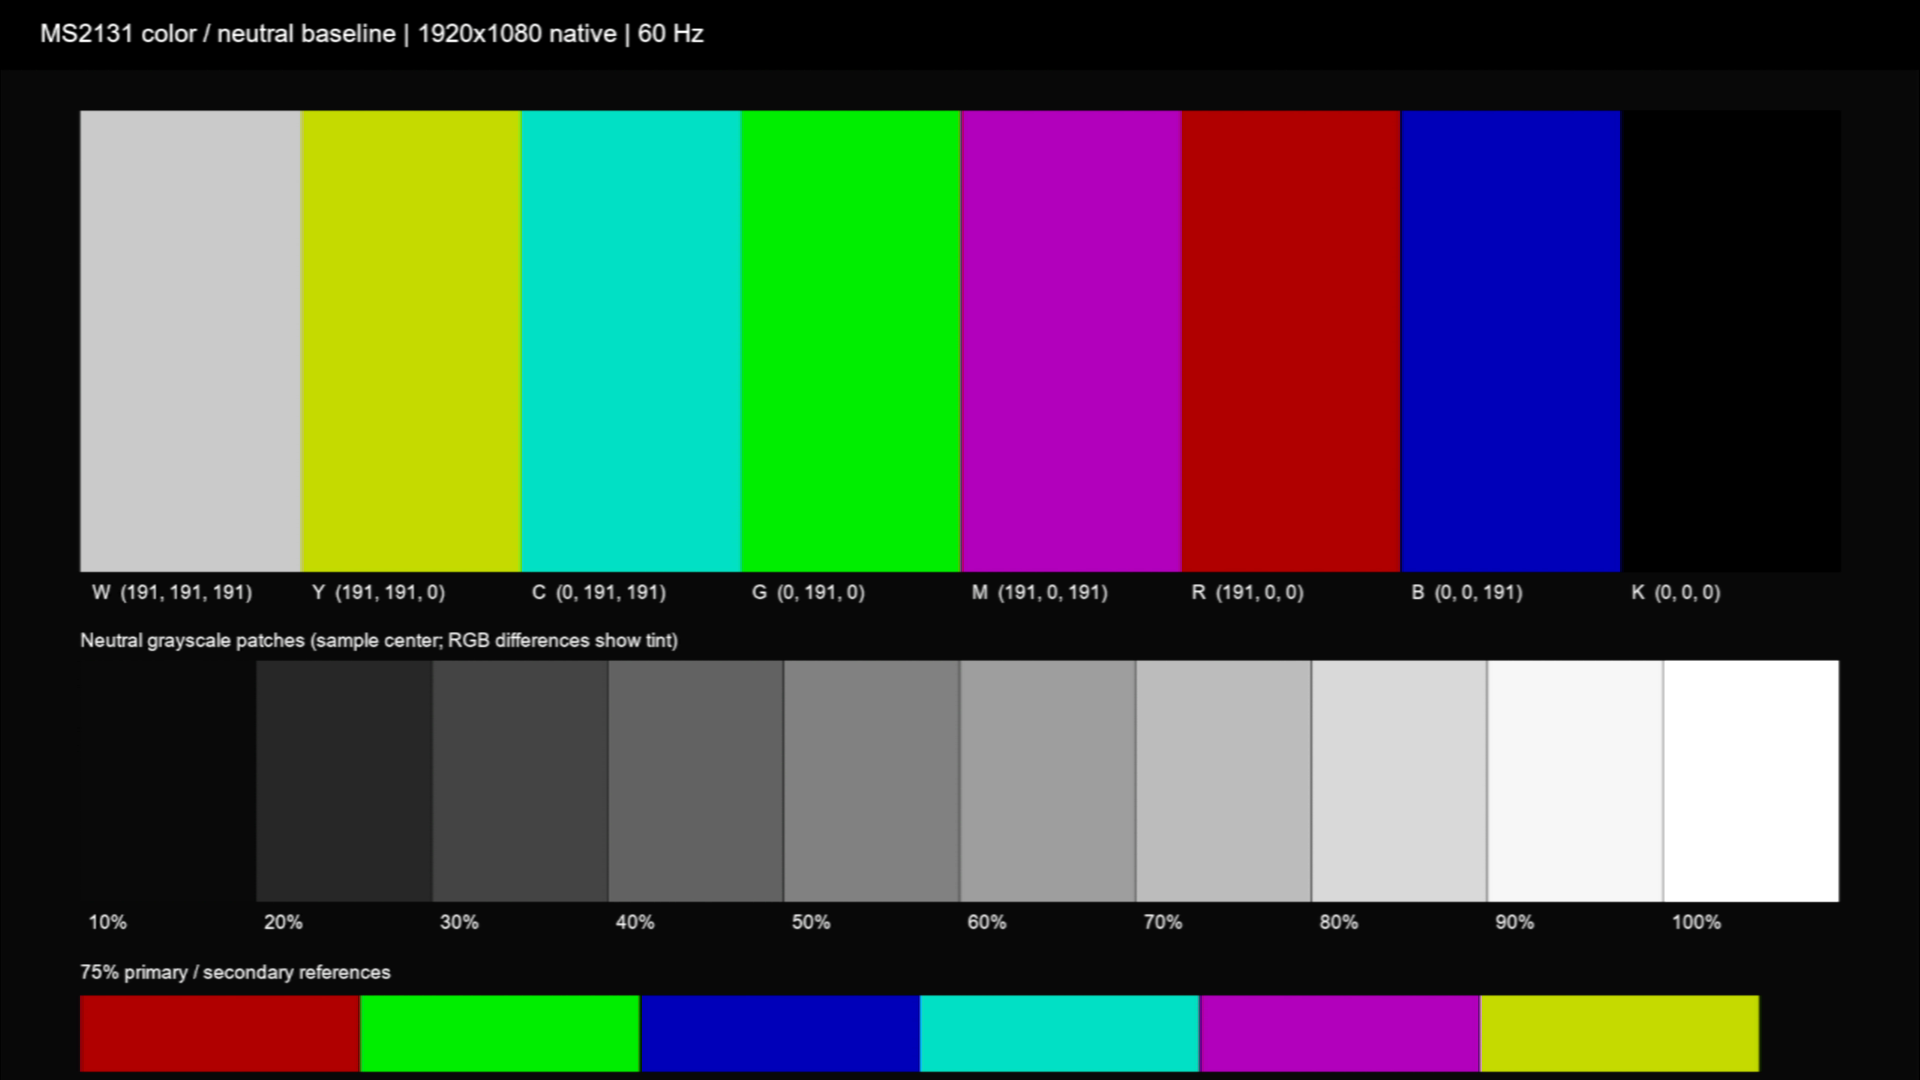 MS2131 color / neutral baseline | 1920x1080 native | 60 Hz
W (191, 191, 191) Y (191, 191, 0) C (0, 191, 191) G (0, 191, 0) M (191, 0, 191) R (191, 0, 0) B (0, 0, 191) K (0, 0, 0)
Neutral grayscale patches (sample center; RGB differences show tint)
10% 20% 30% 40% 50% 60% 70% 80% 90% 100%
75% primary / secondary references